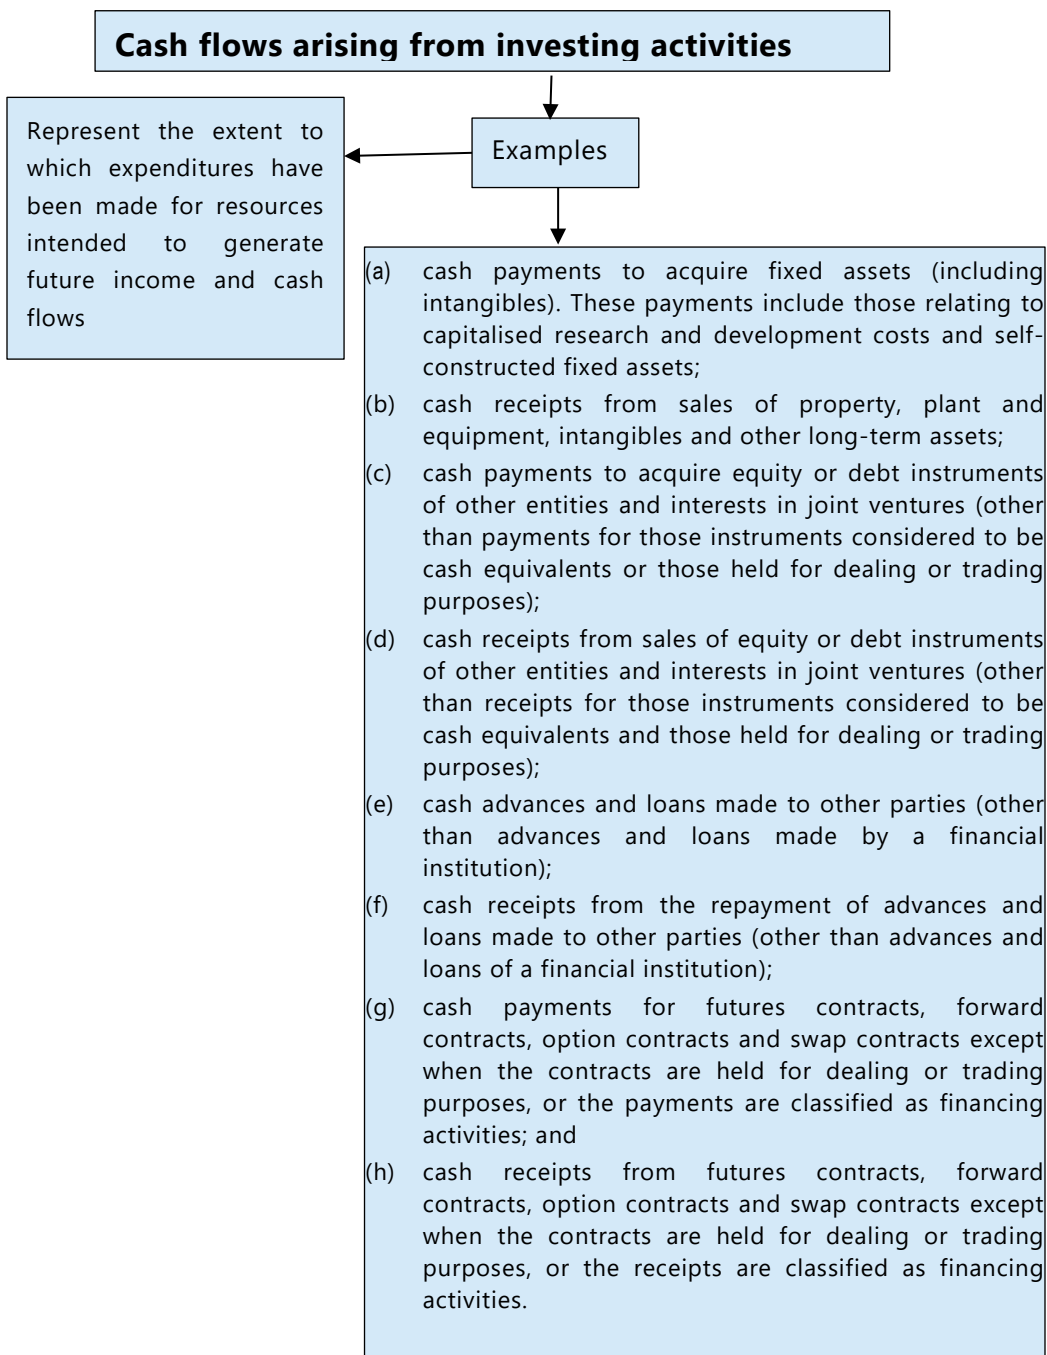 Cash flows arising from investing activities
Represent the extent to
which expenditures have
been made for resources
intended to generate
future income and cash
flows
Examples
(a) cash payments to acquire fixed assets (including
intangibles). These payments include those relating to
capitalised research and development costs and self-
constructed fixed assets;
(b) cash receipts from sales of property, plant and
equipment, intangibles and other long-term assets;
(c) cash payments to acquire equity or debt instruments
of other entities and interests in joint ventures (other
than payments for those instruments considered to be
cash equivalents or those held for dealing or trading
purposes);
(d) cash receipts from sales of equity or debt instruments
of other entities and interests in joint ventures (other
than receipts for those instruments considered to be
cash equivalents and those held for dealing or trading
purposes);
(e) cash advances and loans made to other parties (other
than advances and loans made by a financial
institution);
(f) cash receipts from the repayment of advances and
loans made to other parties (other than advances and
loans of a financial institution);
(g) cash payments for futures contracts, forward
contracts, option contracts and swap contracts except
when the contracts are held for dealing or trading
purposes, or the payments are classified as financing
activities; and
(h) cash receipts from futures contracts, forward
contracts, option contracts and swap contracts except
when the contracts are held for dealing or trading
purposes, or the receipts are classified as financing
activities.